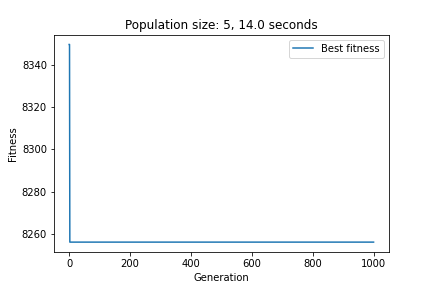 Population size: 5, 14.0 seconds
Best fitness
8340
8320
8300
8280
8260
Fitness
0 200 400 600 800 1000
Generation